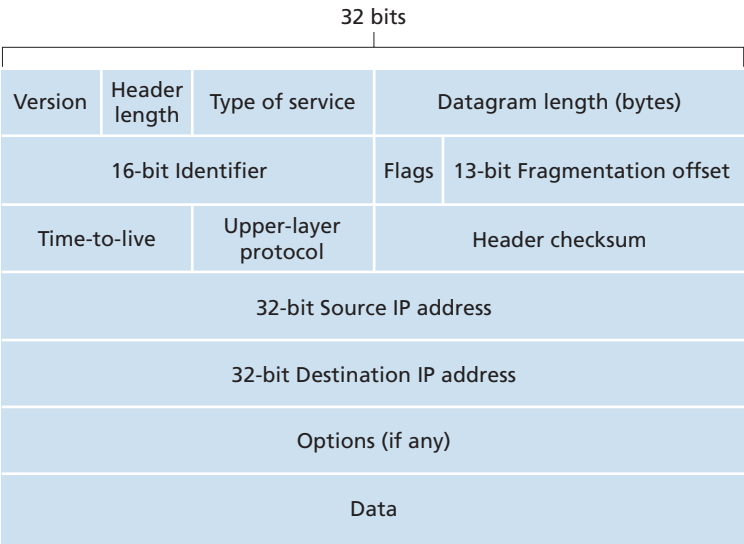 32 bits
Version
Header
length
Type of service
Datagram length (bytes)
16-bit Identifier
Flags
13-bit Fragmentation offset
Time-to-live
Upper-layer
protocol
Header checksum
32-bit Source IP address
32-bit Destination IP address
Options (if any)
Data